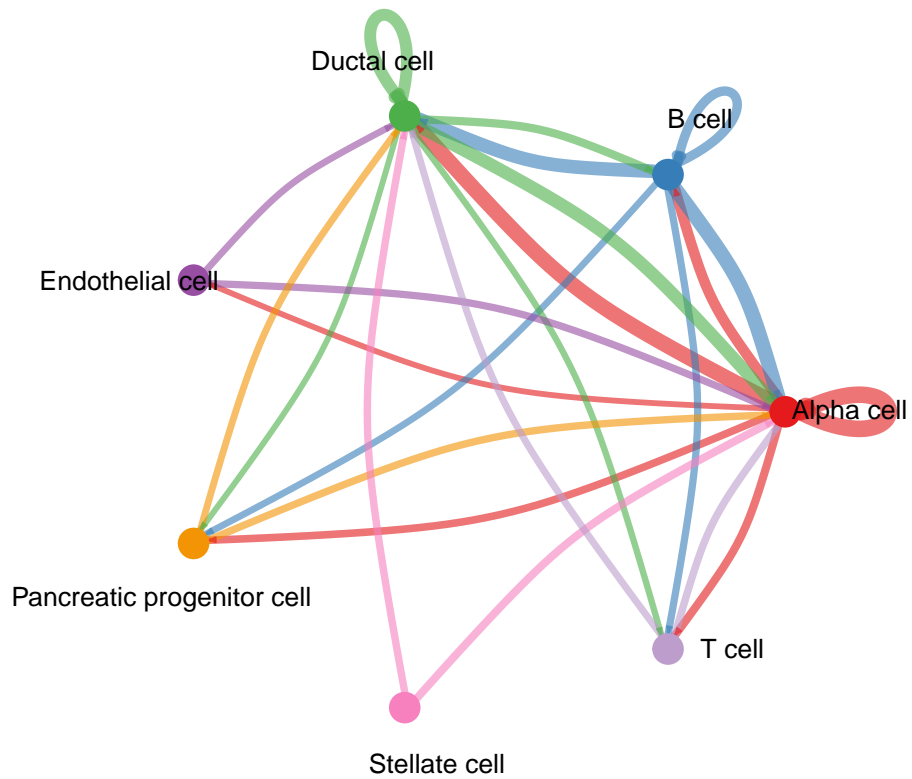 Ductal cell
B cell
Endothelial cell
Alpha cell
Pancreatic progenitor cell
T cell
Stellate cell